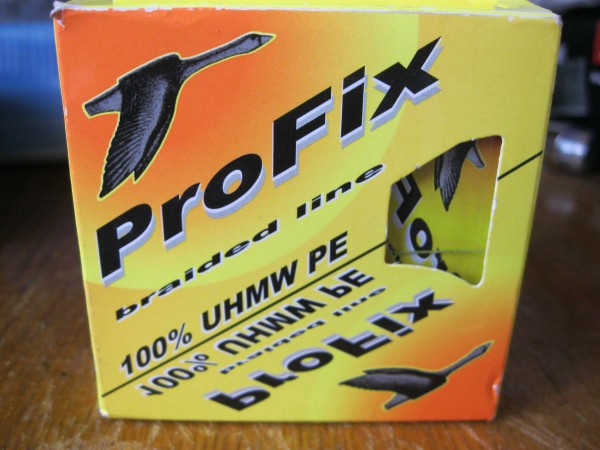 ProFix
braided line
100% UHMW PE
100% UHMW PE
braided line
ProFix